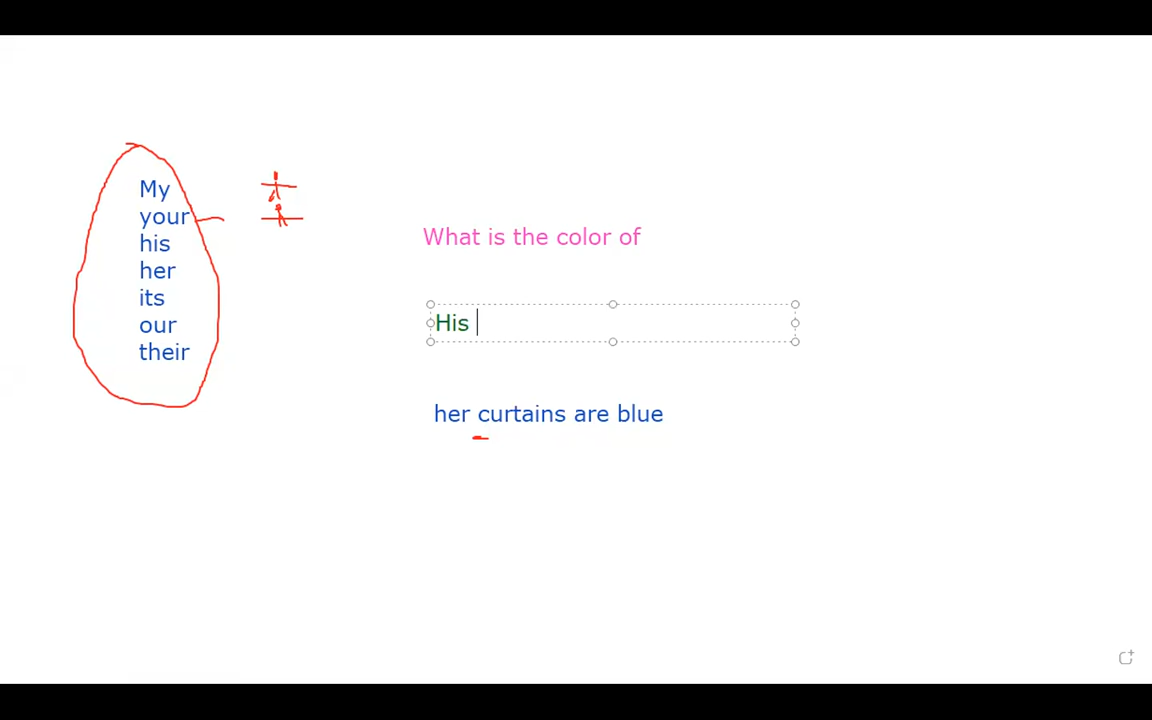 My
your
his
her
its
our
their
What is the color of
His
her curtains are blue